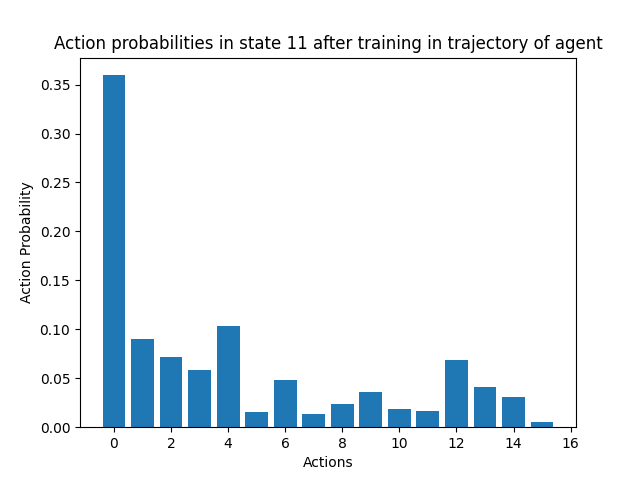 Action probabilities in state 11 after training in trajectory of agent
0.35
0.30
0.25
0.20
0.15
0.10
0.05
0.00
Action Probability
0 2 4 6 8 10 12 14 16
Actions